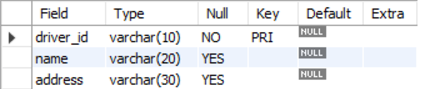 Field Type Null Key Default Extra
driver_id varchar(10) NO PRI NULL
name varchar(20) YES NULL
address varchar(30) YES NULL